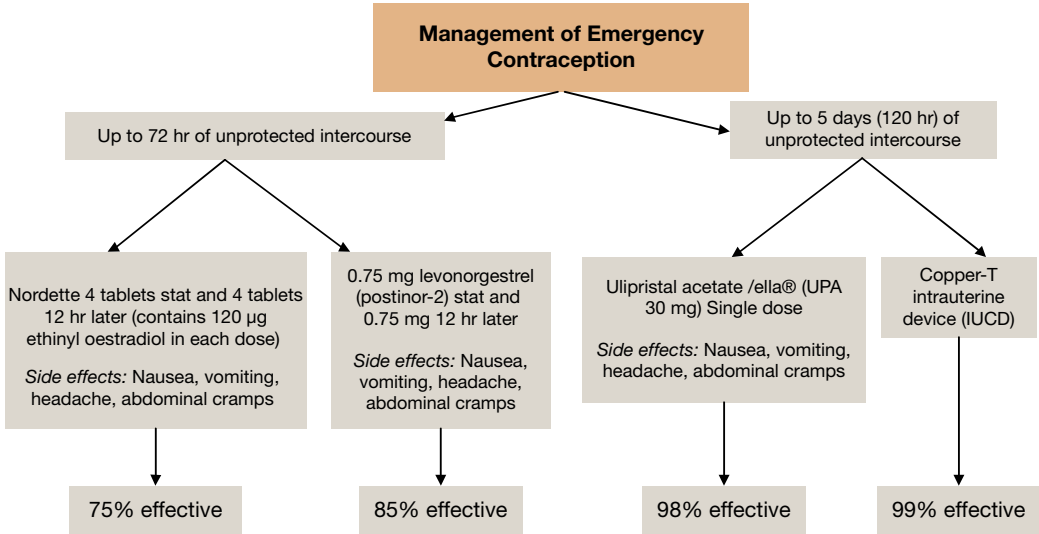 Management of Emergency
Contraception
Up to 72 hr of unprotected intercourse
Up to 5 days (120 hr) of
unprotected intercourse
Nordette 4 tablets stat and 4 tablets
12 hr later (contains 120 µg
ethinyl oestradiol in each dose)
Side effects: Nausea, vomiting,
headache, abdominal cramps
0.75 mg levonorgestrel
(postinor-2) stat and
0.75 mg 12 hr later
Side effects: Nausea,
vomiting, headache,
abdominal cramps
Ulipristal acetate /ella® (UPA
30 mg) Single dose
Side effects: Nausea, vomiting,
headache, abdominal cramps
Copper-T
intrauterine
device (IUCD)
75% effective
85% effective
98% effective
99% effective